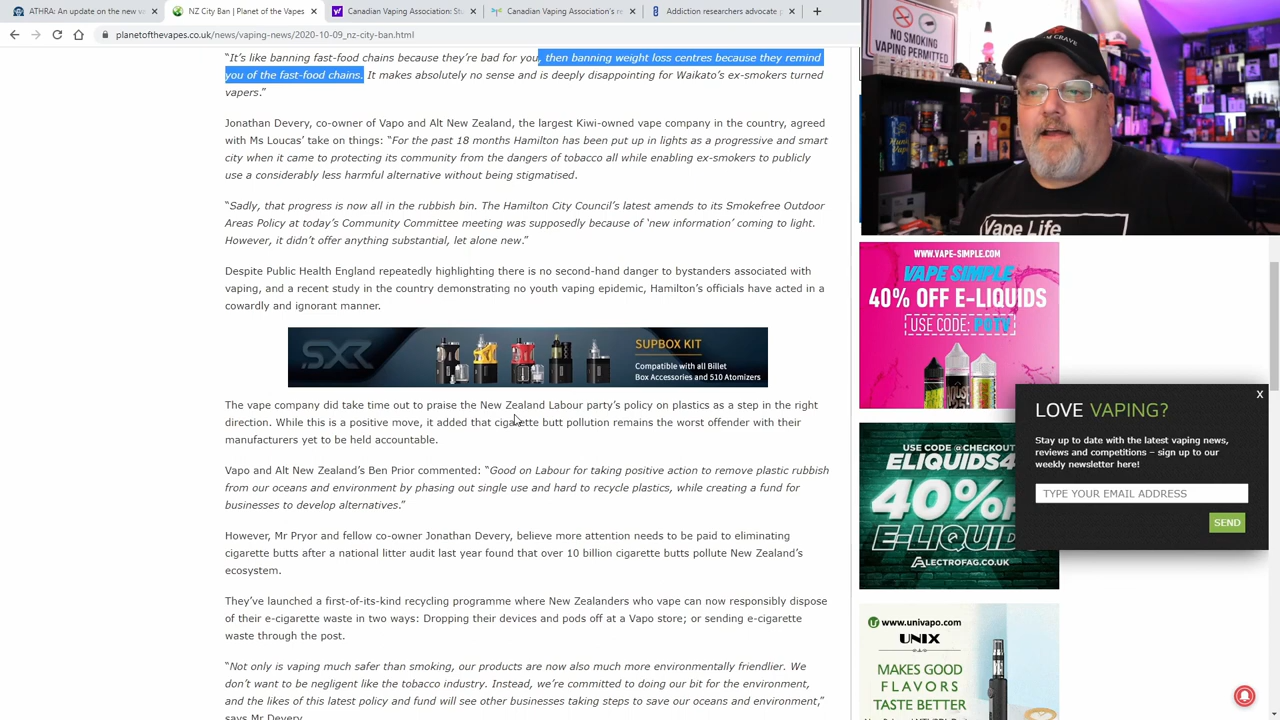 ATHRA: An update on the new va
NZ City Ban | Planet of the Vapes
Canadian Vaping Association: St
Canadian Vaping Association's re
Addiction researchers advocate p
planetofthevapes.co.uk/news/vaping-news/2020-10-09_nz-city-ban.html
"It's like banning fast-food chains because they're bad for you, then banning weight loss centres because they remind
you of the fast-food chains. It makes absolutely no sense and is deeply disappointing for Waikato's ex-smokers turned
vapers."
Jonathan Devery, co-owner of Vapo and Alt New Zealand, the largest Kiwi-owned vape company in the country, agreed
with Ms Loucas' take on things: "For the past 18 months Hamilton has been put up in lights as a progressive and smart
city when it came to protecting its community from the dangers of tobacco all while enabling ex-smokers to publicly
use a considerably less harmful alternative without being stigmatised.
"Sadly, that progress is now all in the rubbish bin. The Hamilton City Council's latest amends to its Smokefree Outdoor
Areas Policy at today's Community Committee meeting was supposedly because of 'new information' coming to light.
However, it didn't offer anything substantial, let alone new."
Despite Public Health England repeatedly highlighting there is no second-hand danger to bystanders associated with
vaping and a recent study in the country demonstrating no youth vaping epidemic, Hamilton's officials have acted in a
cowardly and ignorant manner.
SUPBOX KIT
Compatible with all Billet
Box Accessories and 510 Atomizers
The vape company did take time out to praise the New Zealand Labour party's policy on plastics as a step in the right
direction. While this is a positive move, it added that cigarette butt pollution remains the worst offender with their
manufacturers yet to be held accountable.
Vapo and Alt New Zealand's Ben Prior commented: "Good on Labour for taking positive action to remove plastic rubbish
from our oceans and environment by phasing out single use and hard to recycle plastics, while creating a fund for
businesses to develop alternatives."
However, Mr Prior and fellow co-owner Jonathan Devery, believe more attention needs to be paid to eliminating
cigarette butts after a national litter audit last year found that over 10 billion cigarette butts pollute New Zealand's
ecosystem.
They've launched a first-of-its-kind recycling programme where New Zealanders who vape can now responsibly dispose
of their e-cigarette waste in two ways: Dropping their devices and pods off at a Vapo store; or sending e-cigarette
waste through the post.
"Not only is vaping much safer than smoking, our products are now also much more environmentally friendlier. We
don't want to be negligent like the tobacco industry. Instead, we're committed to doing our bit for the environment,
and the likes of this latest policy and fund will see other businesses taking steps to save our oceans and environment,"
says Mr Devery.
NO SMOKING
VAPING PERMITTED
Vape Life
WWW.VAPE-SIMPLE.COM
VAPE SIMPLE
40% OFF E-LIQUIDS
USE CODE: POTV
LOVE VAPING?
X
Stay up to date with the latest vaping news,
reviews and competitions – sign up to our
weekly newsletter here!
TYPE YOUR EMAIL ADDRESS
SEND
USE CODE @CHECKOUT
ELIQUIDS4
40%
E-LIQUID
ELECTROFAG.CO.UK
www.univapo.com
UNIX
MAKES GOOD
FLAVORS
TASTE BETTER